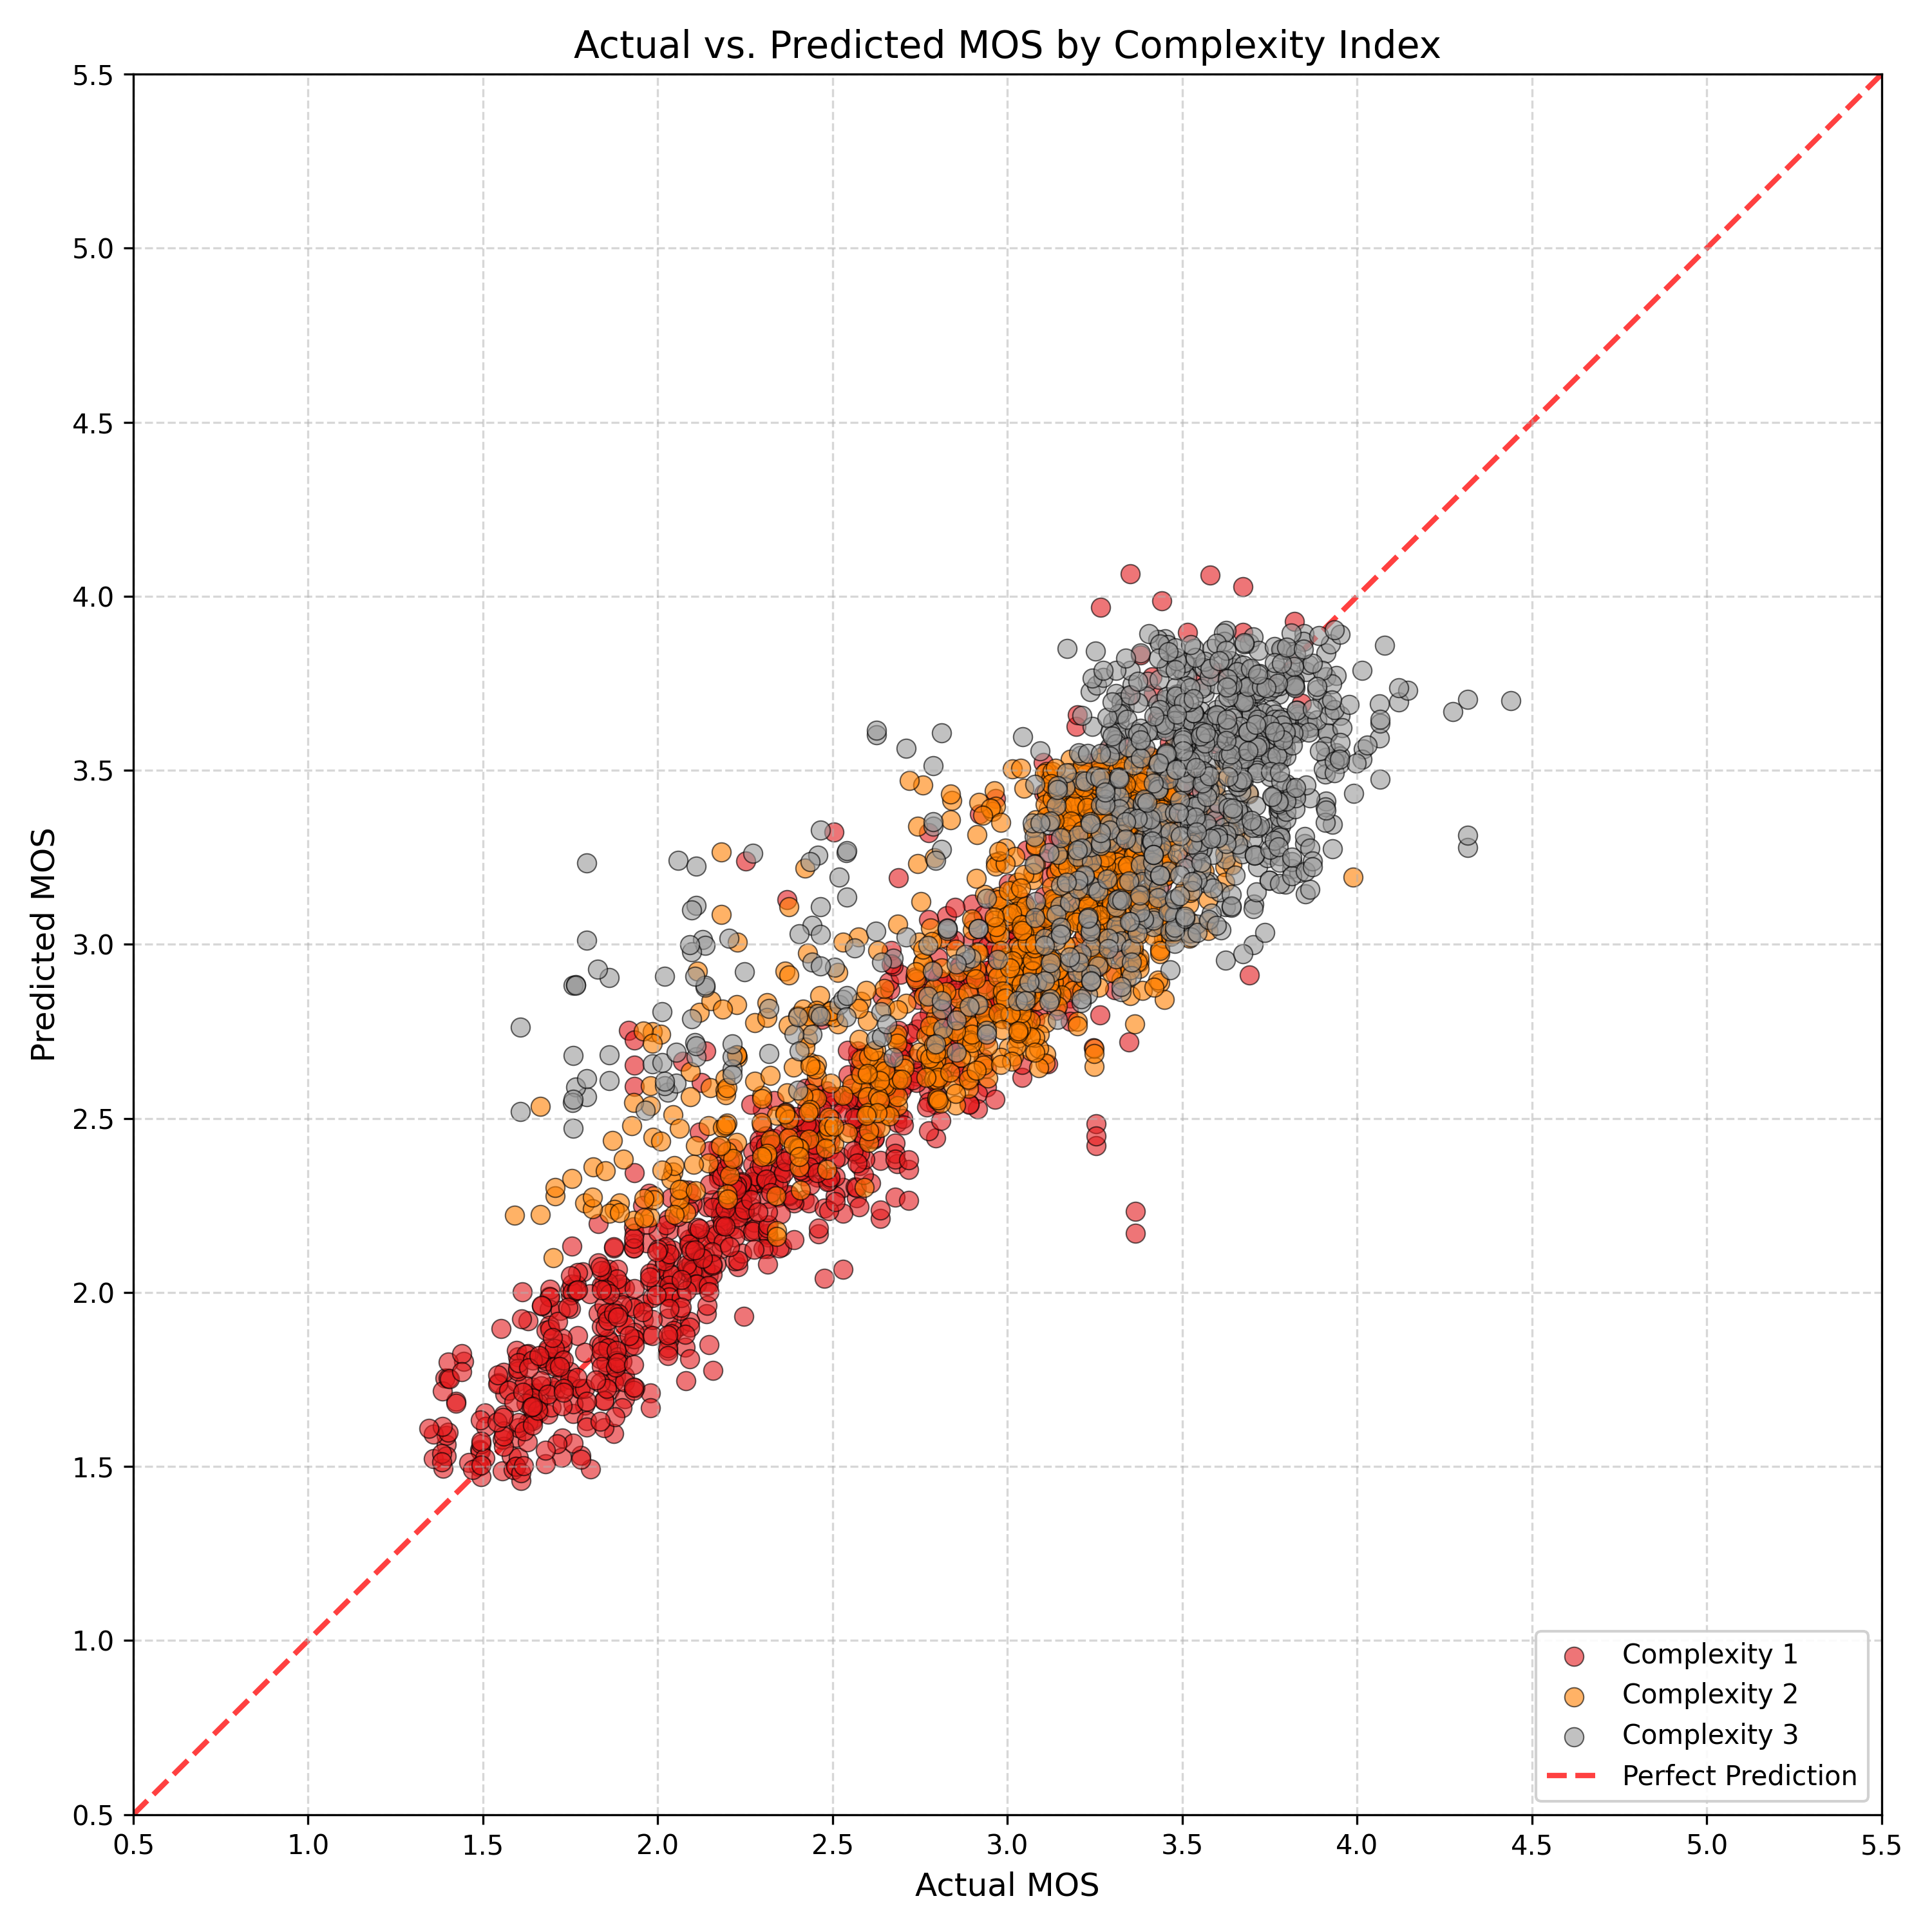 Actual vs. Predicted MOS by Complexity Index
5.5
5.0
4.5
4.0
3.5
3.0
2.5
2.0
1.5
1.0
0.5
Predicted MOS
0.5 1.0 1.5 2.0 2.5 3.0 3.5 4.0 4.5 5.0 5.5
Actual MOS
Complexity 1
Complexity 2
Complexity 3
Perfect Prediction